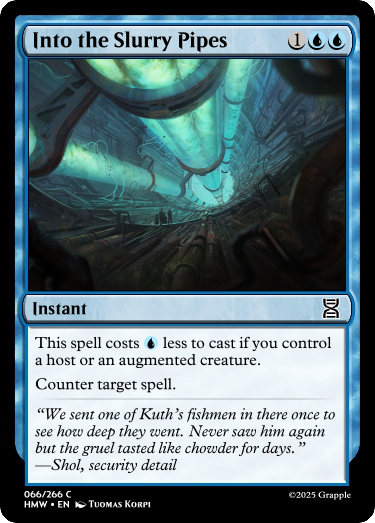 Into the Slurry Pipes 1
Instant
This spell costs less to cast if you control
a host or an augmented creature.
Counter target spell.
“We sent one of Kuth’s fishmen in there once to
see how deep they went. Never saw him again
but the gruel tasted like chowder for days.”
—Shol, security detail
066/266 C
HMW • EN Tuomas Korpi
©2025 Grapple